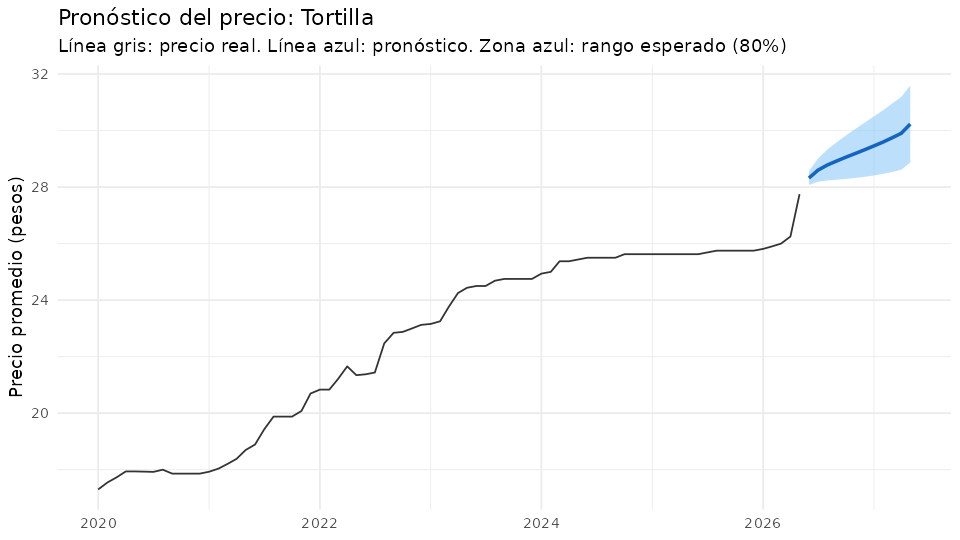 Pronóstico del precio: Tortilla
Línea gris: precio real. Línea azul: pronóstico. Zona azul: rango esperado (80%)
Precio promedio (pesos)
32
28
24
20
2020
2022
2024
2026